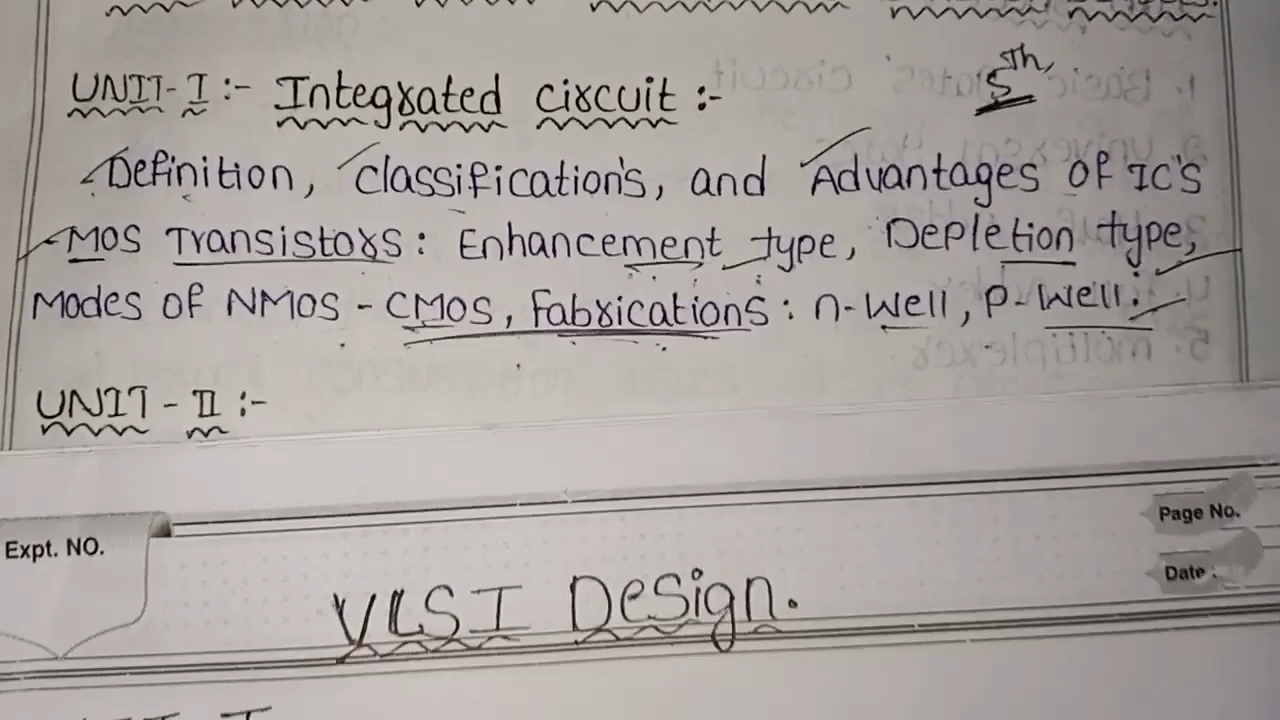 UNIT-I :- Integrated circuit :-
5Th,
Definition, classification's, and Advantages of IC's
MOS Transistors: Enhancement type, Depletion type,
Modes of NMOS - CMOS, Fabrications: n-well, p-well.
UNIT - II :-
Expt. NO.
Page No.
Date :
VLSI Design.